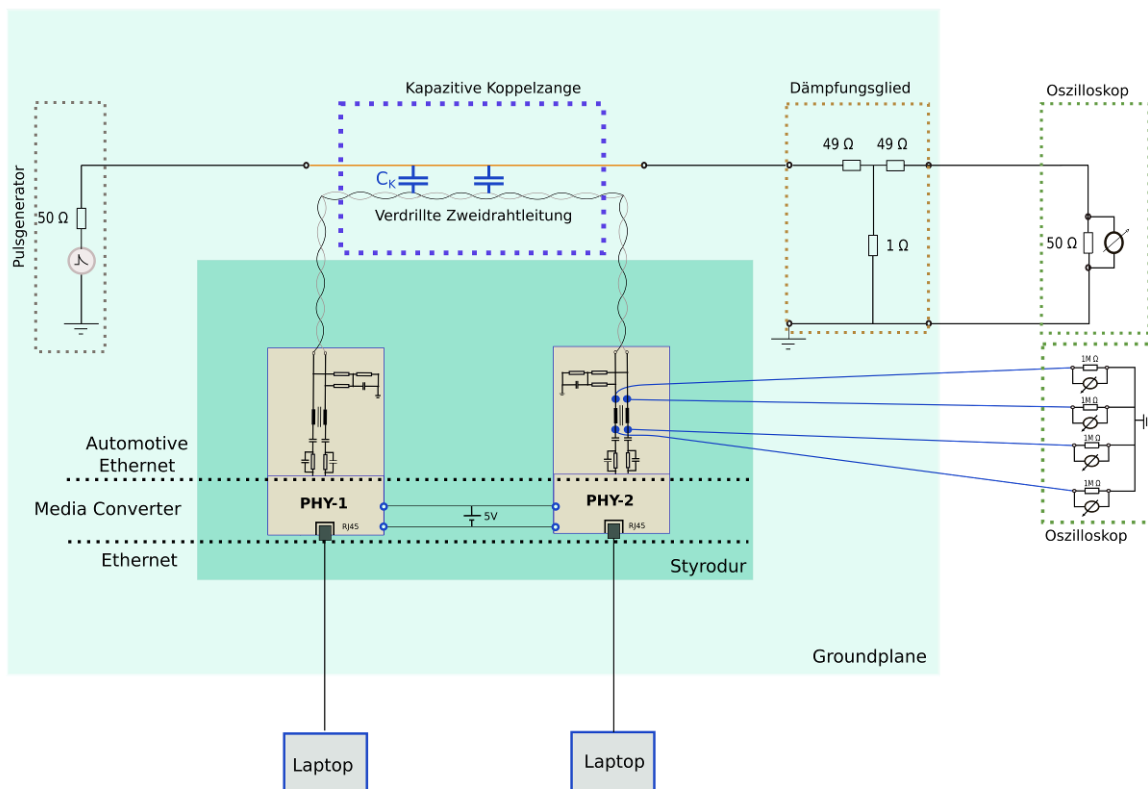 Kapazitive Koppelzange
Dämpfungsglied
Oszilloskop
Pulsgenerator
50 Ω
C_K
Verdrillte Zweidrahtleitung
49 Ω
49 Ω
1 Ω
50 Ω
1M Ω
1M Ω
1M Ω
1M Ω
Oszilloskop
Automotive
Ethernet
Media Converter
Ethernet
PHY-1
RJ45
5V
PHY-2
RJ45
Styrodur
Groundplane
Laptop
Laptop